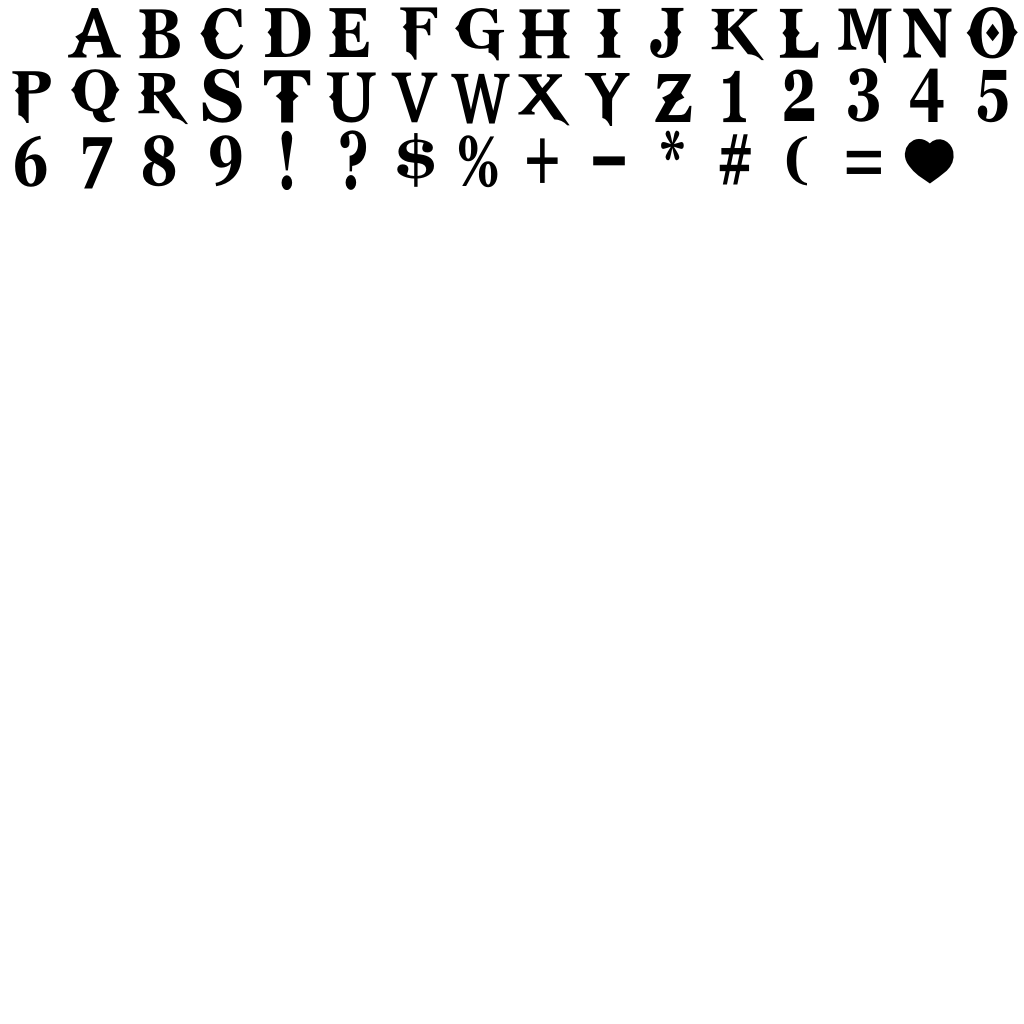 A B C D E F G H I J K L M N O
P Q R S T U V W X Y Z 1 2 3 4 5
6 7 8 9 ! ? $ % + - * # ( = ♥